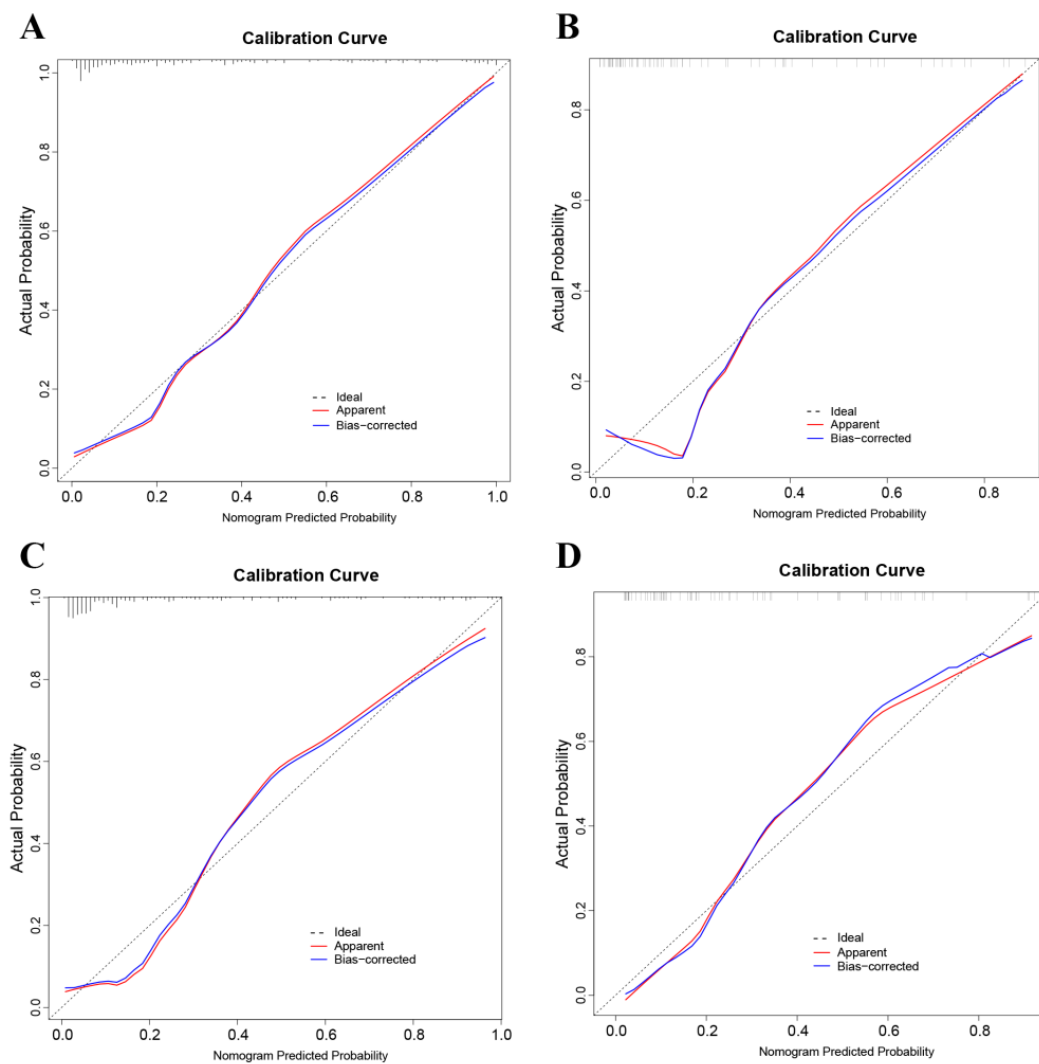 A
Calibration Curve
Actual Probability
0.0 0.2 0.4 0.6 0.8 1.0
Ideal
Apparent
Bias-corrected
0.0 0.2 0.4 0.6 0.8 1.0
Nomogram Predicted Probability
B
Calibration Curve
Actual Probability
0.0 0.2 0.4 0.6 0.8
Ideal
Apparent
Bias-corrected
0.0 0.2 0.4 0.6 0.8
Nomogram Predicted Probability
C
Calibration Curve
Actual Probability
0.0 0.2 0.4 0.6 0.8 1.0
Ideal
Apparent
Bias-corrected
0.0 0.2 0.4 0.6 0.8 1.0
Nomogram Predicted Probability
D
Calibration Curve
Actual Probability
0.0 0.2 0.4 0.6 0.8
Ideal
Apparent
Bias-corrected
0.0 0.2 0.4 0.6 0.8
Nomogram Predicted Probability